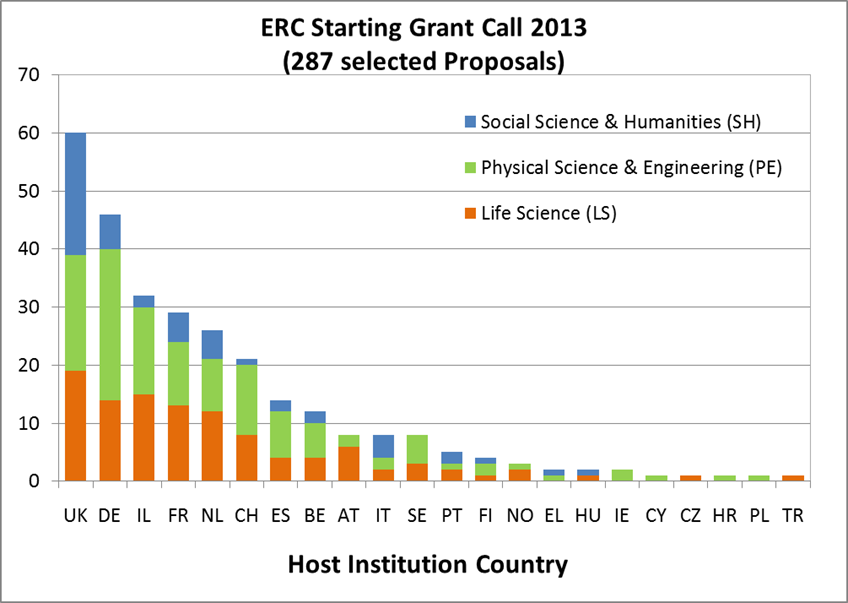 ERC Starting Grant Call 2013
(287 selected Proposals)
70
60
50
40
30
20
10
0
Social Science & Humanities (SH)
Physical Science & Engineering (PE)
Life Science (LS)
UK DE IL FR NL CH ES BE AT IT SE PT FI NO EL HU IE CY CZ HR PL TR
Host Institution Country